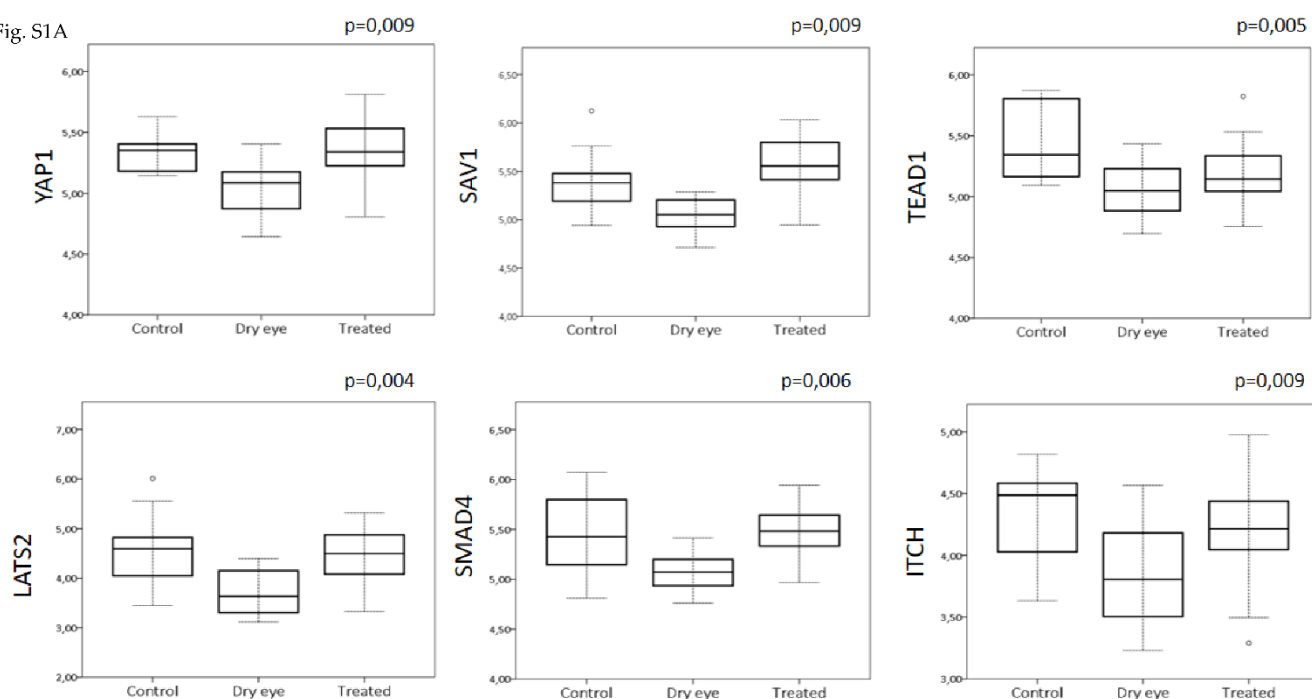 Fig. S1A
p=0,009
YAP1
6,00
5,50
5,00
4,50
4,00
Control Dry eye Treated
p=0,009
SAV1
6,50
6,00
5,50
5,00
4,50
4,00
Control Dry eye Treated
p=0,005
TEAD1
6,00
5,50
5,00
4,50
4,00
Control Dry eye Treated
p=0,004
LATS2
7,00
6,00
5,00
4,00
3,00
2,00
Control Dry eye Treated
p=0,006
SMAD4
6,50
6,00
5,50
5,00
4,50
4,00
Control Dry eye Treated
p=0,009
ITCH
5,00
4,50
4,00
3,50
3,00
Control Dry eye Treated